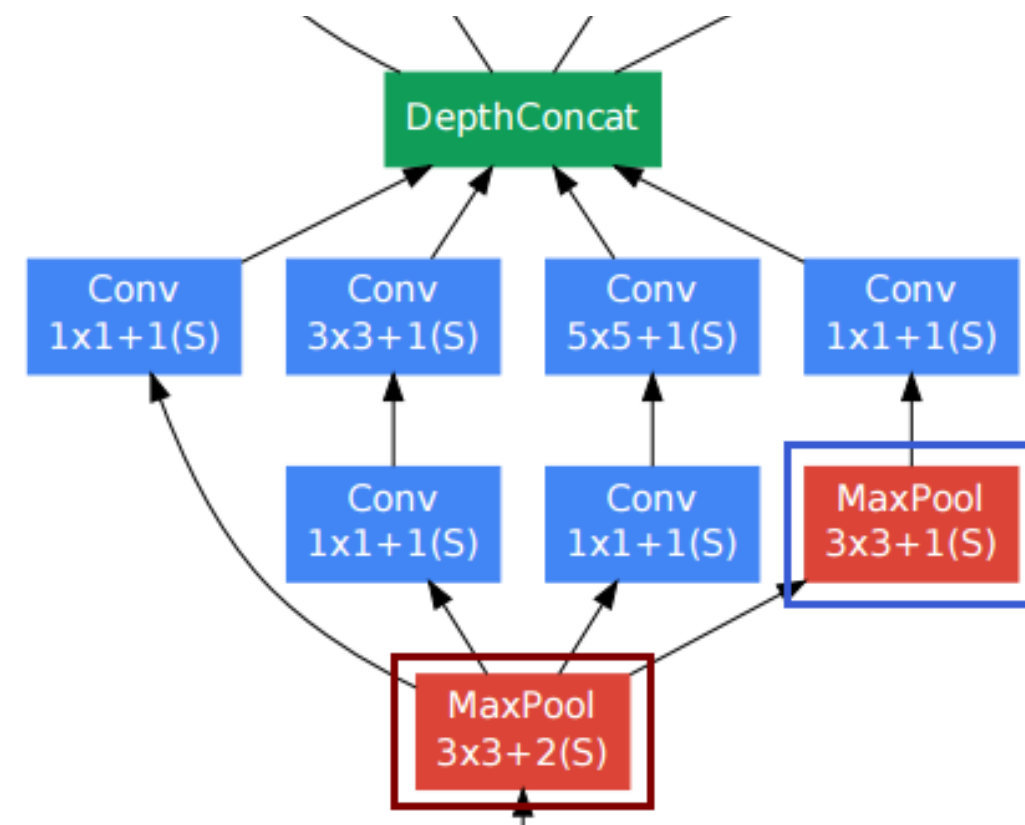 DepthConcat
Conv
1x1+1(S)
Conv
3x3+1(S)
Conv
5x5+1(S)
Conv
1x1+1(S)
Conv
1x1+1(S)
Conv
1x1+1(S)
MaxPool
3x3+1(S)
MaxPool
3x3+2(S)